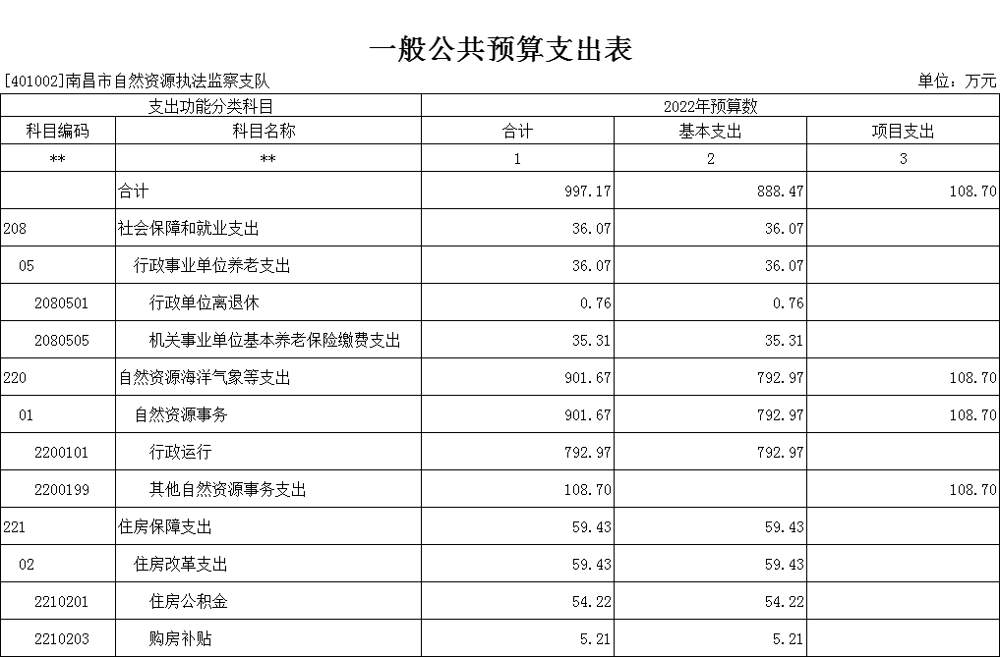 一般公共预算支出表
[401002]南昌市自然资源执法监察支队 单位：万元
支出功能分类科目 2022年预算数
科目编码 科目名称 合计 基本支出 项目支出
** ** 1 2 3
合计 997.17 888.47 108.70
208 社会保障和就业支出 36.07 36.07
05 行政事业单位养老支出 36.07 36.07
2080501 行政单位离退休 0.76 0.76
2080505 机关事业单位基本养老保险缴费支出 35.31 35.31
220 自然资源海洋气象等支出 901.67 792.97 108.70
01 自然资源事务 901.67 792.97 108.70
2200101 行政运行 792.97 792.97
2200199 其他自然资源事务支出 108.70 108.70
221 住房保障支出 59.43 59.43
02 住房改革支出 59.43 59.43
2210201 住房公积金 54.22 54.22
2210203 购房补贴 5.21 5.21